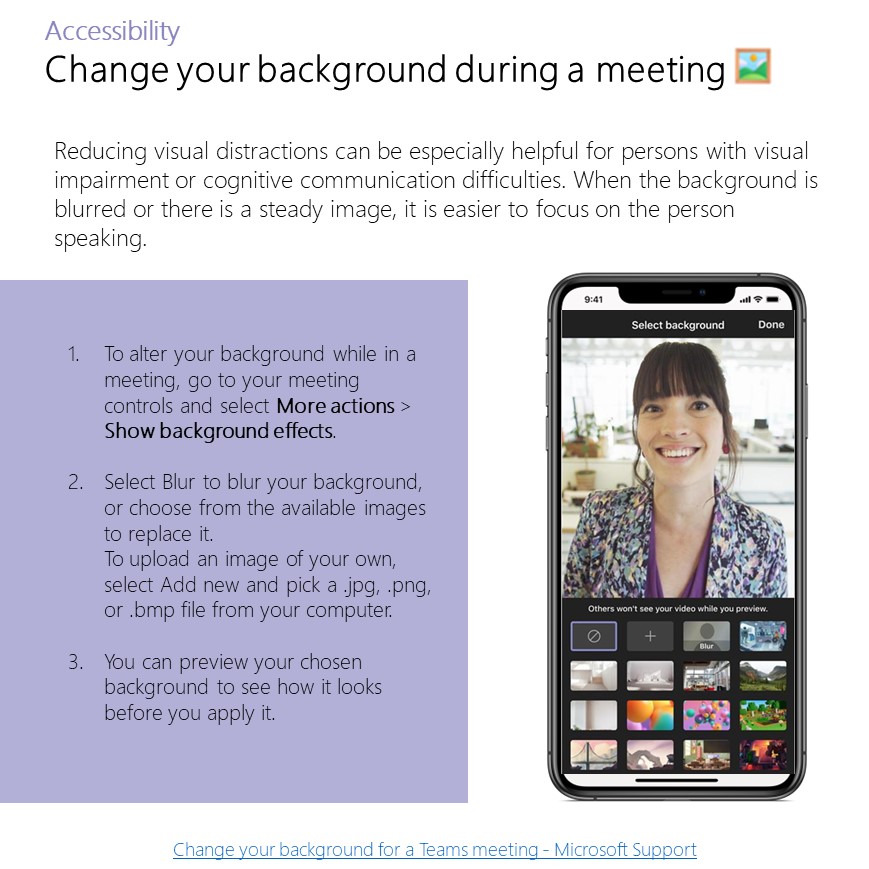 Accessibility
Change your background during a meeting
Reducing visual distractions can be especially helpful for persons with visual
impairment or cognitive communication difficulties. When the background is
blurred or there is a steady image, it is easier to focus on the person
speaking.
1. To alter your background while in a
meeting, go to your meeting
controls and select More actions >
Show background effects.
2. Select Blur to blur your background,
or choose from the available images
to replace it.
To upload an image of your own,
select Add new and pick a .jpg, .png,
or .bmp file from your computer.
3. You can preview your chosen
background to see how it looks
before you apply it.
9:41
Select background Done
Others won't see your video while you preview.
Blur
Change your background for a Teams meeting - Microsoft Support